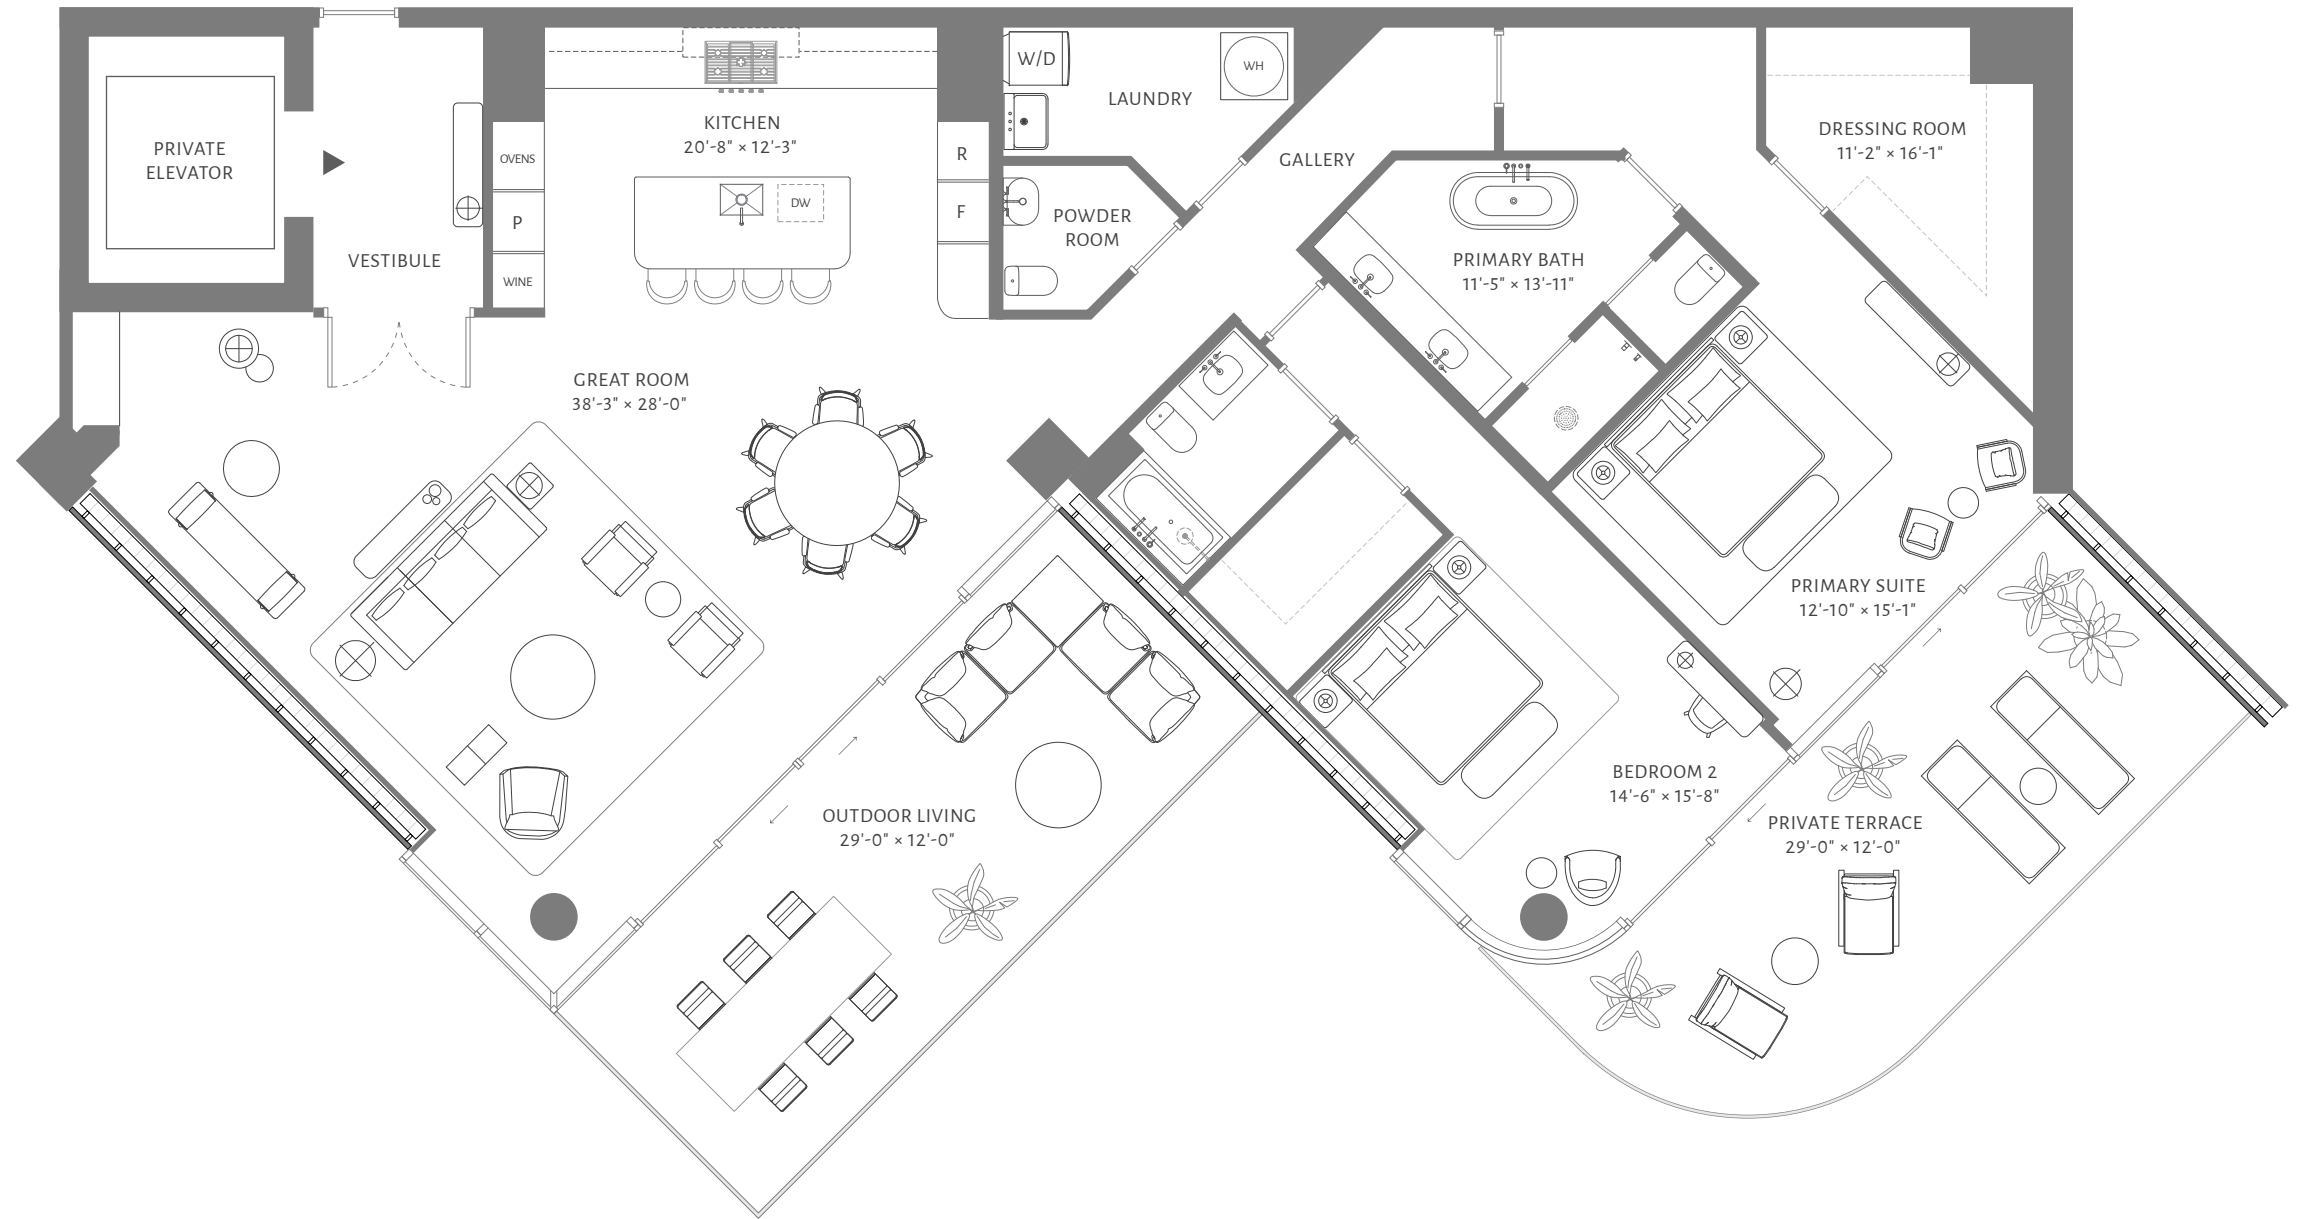 PRIVATE
ELEVATOR
VESTIBULE
OVENS
P
WINE
KITCHEN
20'-8" × 12'-3"
DW
R
F
W/D
LAUNDRY
WH
POWDER
ROOM
GALLERY
PRIMARY BATH
11'-5" × 13'-11"
DRESSING ROOM
11'-2" × 16'-1"
GREAT ROOM
38'-3" × 28'-0"
PRIMARY SUITE
12'-10" × 15'-1"
BEDROOM 2
14'-6" × 15'-8"
OUTDOOR LIVING
29'-0" × 12'-0"
PRIVATE TERRACE
29'-0" × 12'-0"